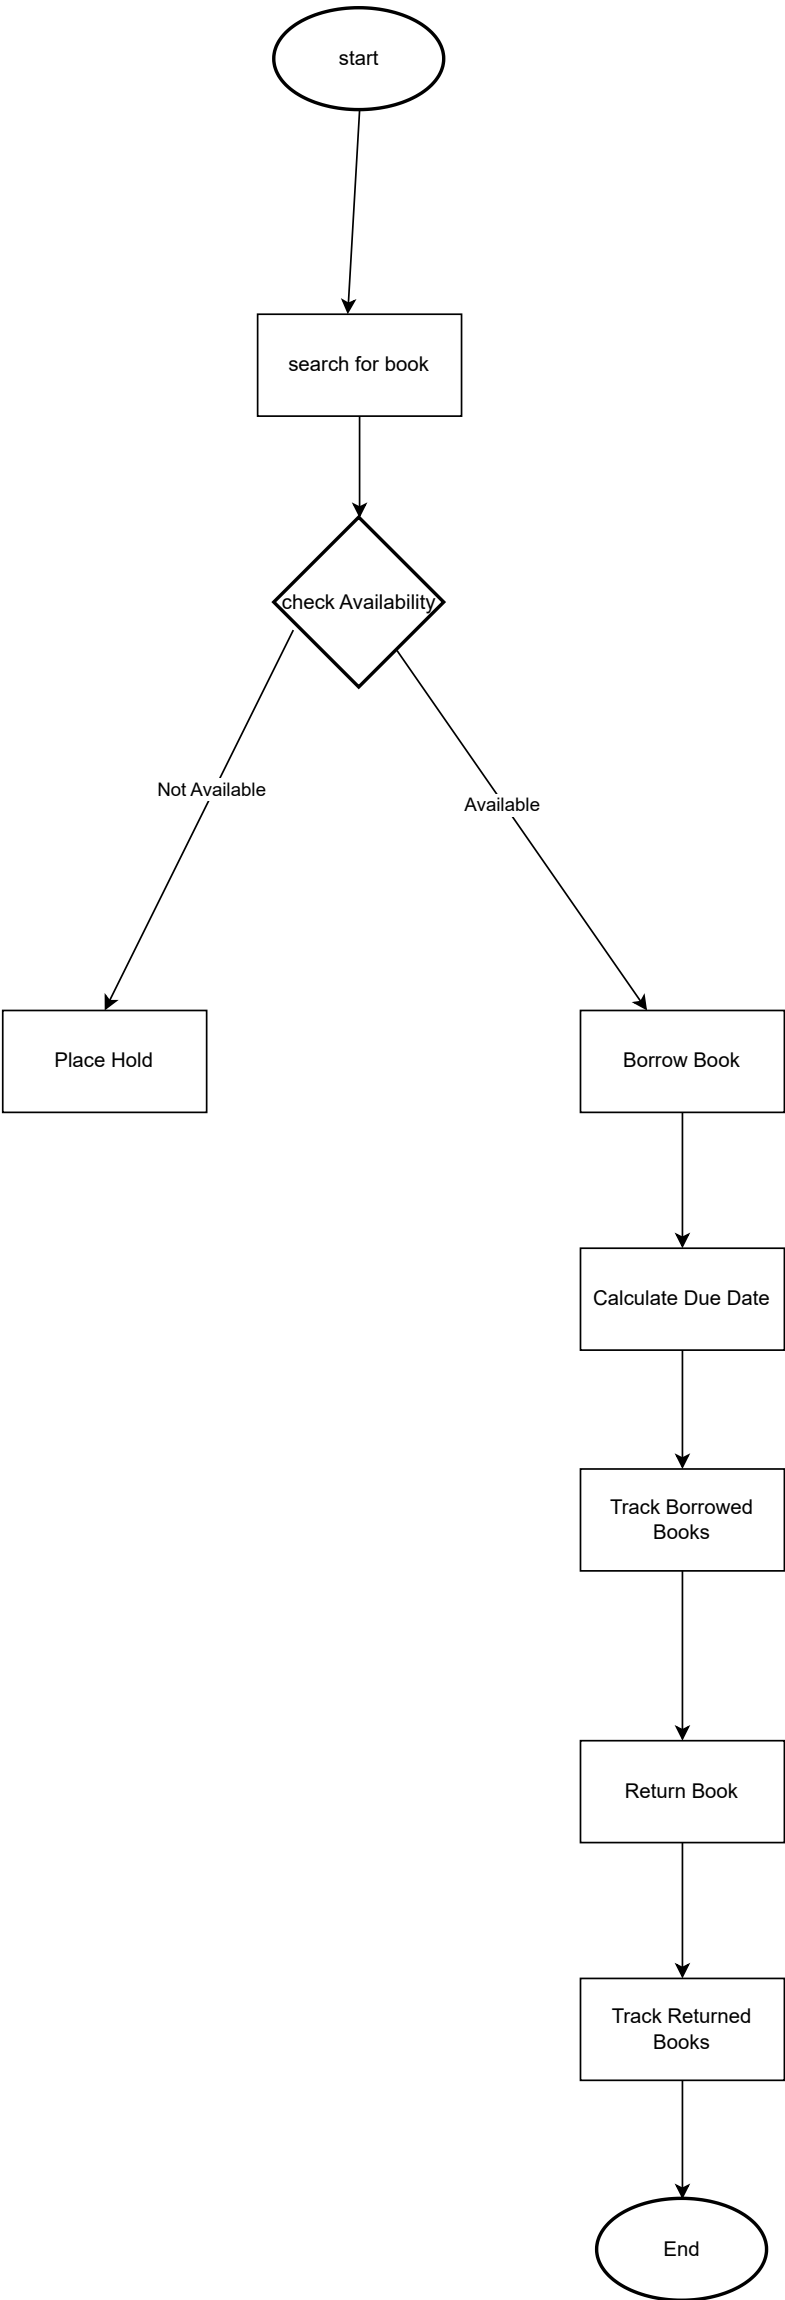 start
search for book
check Availability
Not Available
Available
Place Hold
Borrow Book
Calculate Due Date
Track Borrowed
Books
Return Book
Track Returned
Books
End